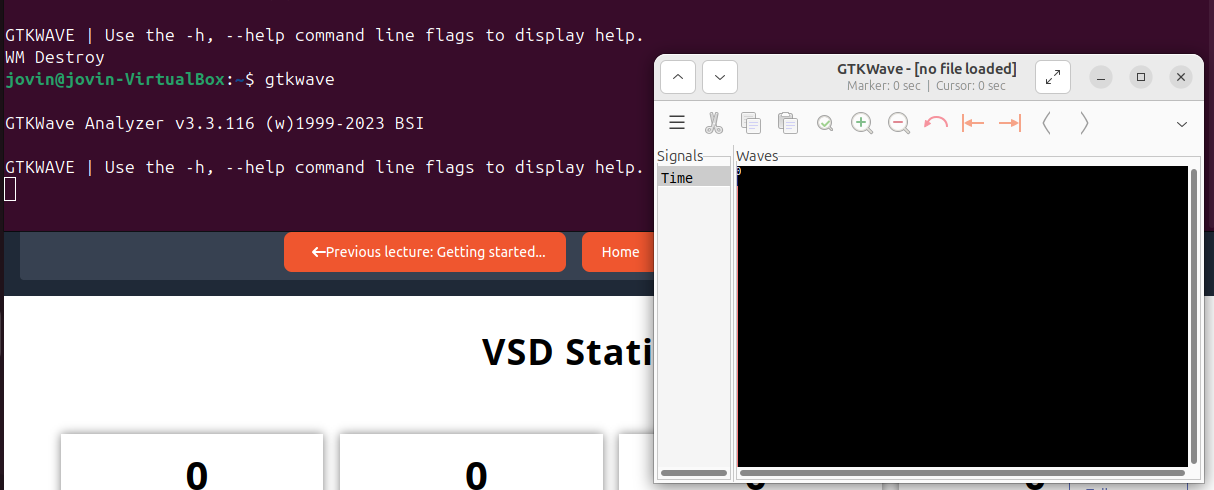 GTKWAVE | Use the -h, --help command line flags to display help.
WM Destroy
jovin@jovin-VirtualBox:~$ gtkwave
GTKWave Analyzer v3.3.116 (w)1999-2023 BSI
GTKWAVE | Use the -h, --help command line flags to display help.
GTKWave - [no file loaded]
Marker: 0 sec | Cursor: 0 sec
Signals
Waves
Time
0
←Previous lecture: Getting started...
Home
VSD Stati
0
0